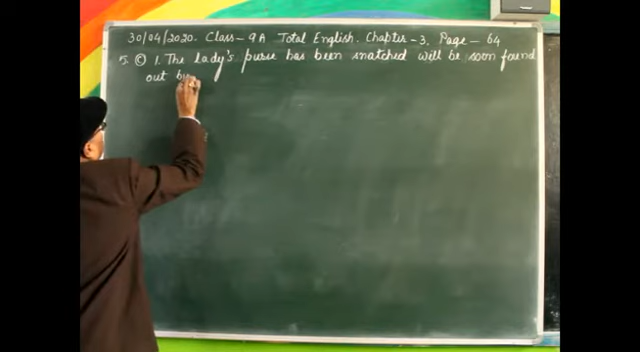 30/04/2020. Class-9A Total English. Chapter-3. Page-64
5. (C) 1. The lady's purse has been snatched will be soon found
out by